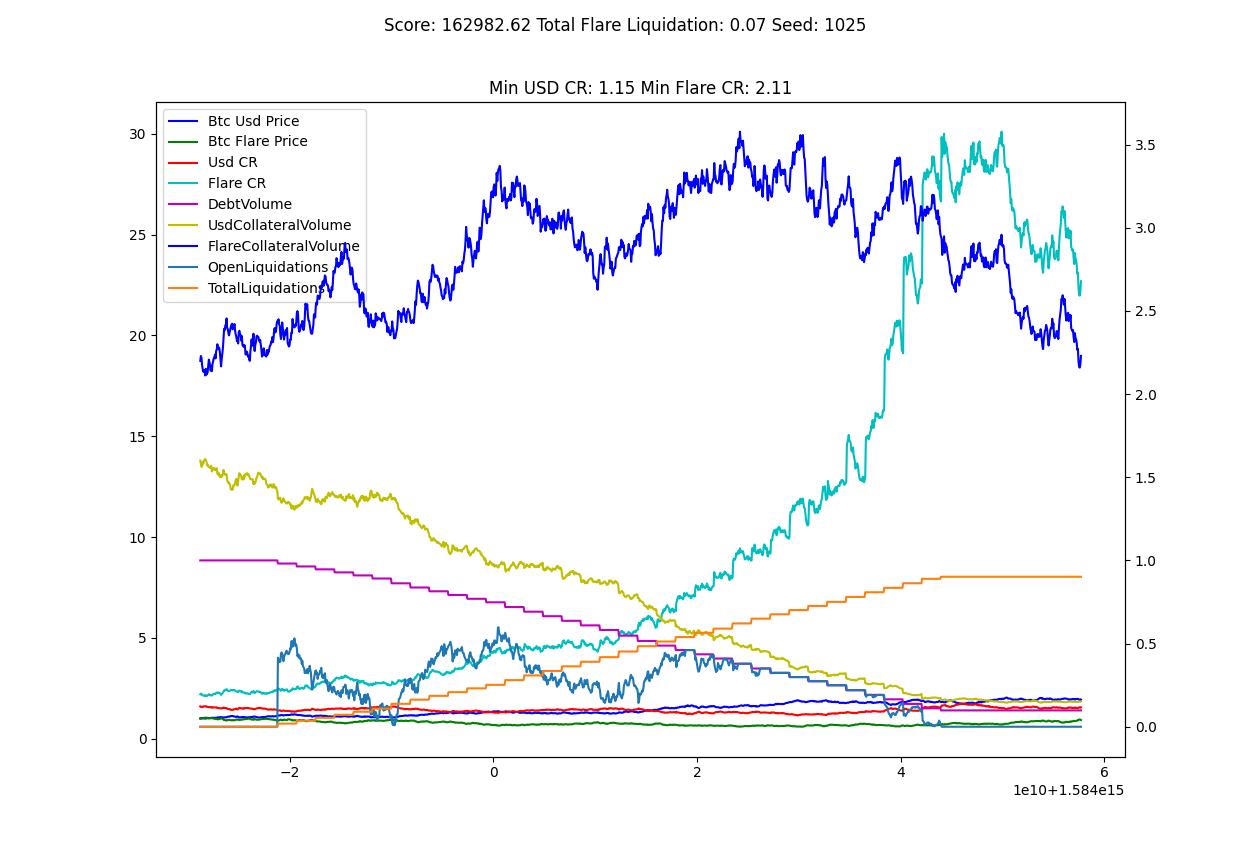 Score: 162982.62 Total Flare Liquidation: 0.07 Seed: 1025
Min USD CR: 1.15 Min Flare CR: 2.11
Btc Usd Price
Btc Flare Price
Usd CR
Flare CR
DebtVolume
UsdCollateralVolume
FlareCollateralVolume
OpenLiquidations
TotalLiquidations
30
25
20
15
10
5
0
3.5
3.0
2.5
2.0
1.5
1.0
0.5
0.0
−2 0 2 4 6
1e10+1.584e15